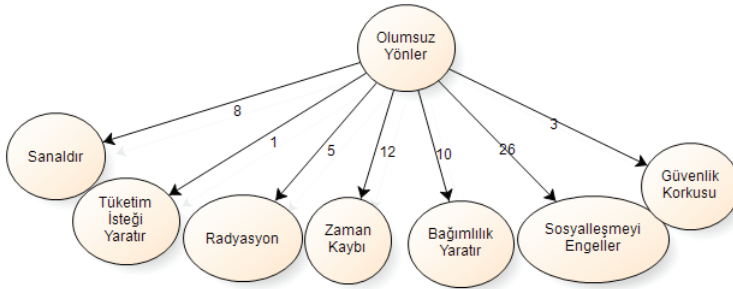 Olumsuz
Yönler
8
1
5
12
10
26
3
Sanaldır
Tüketim
İsteği
Yaratır
Radyasyon
Zaman
Kaybı
Bağımlılık
Yaratır
Sosyalleşmeyi
Engeller
Güvenlik
Korkusu